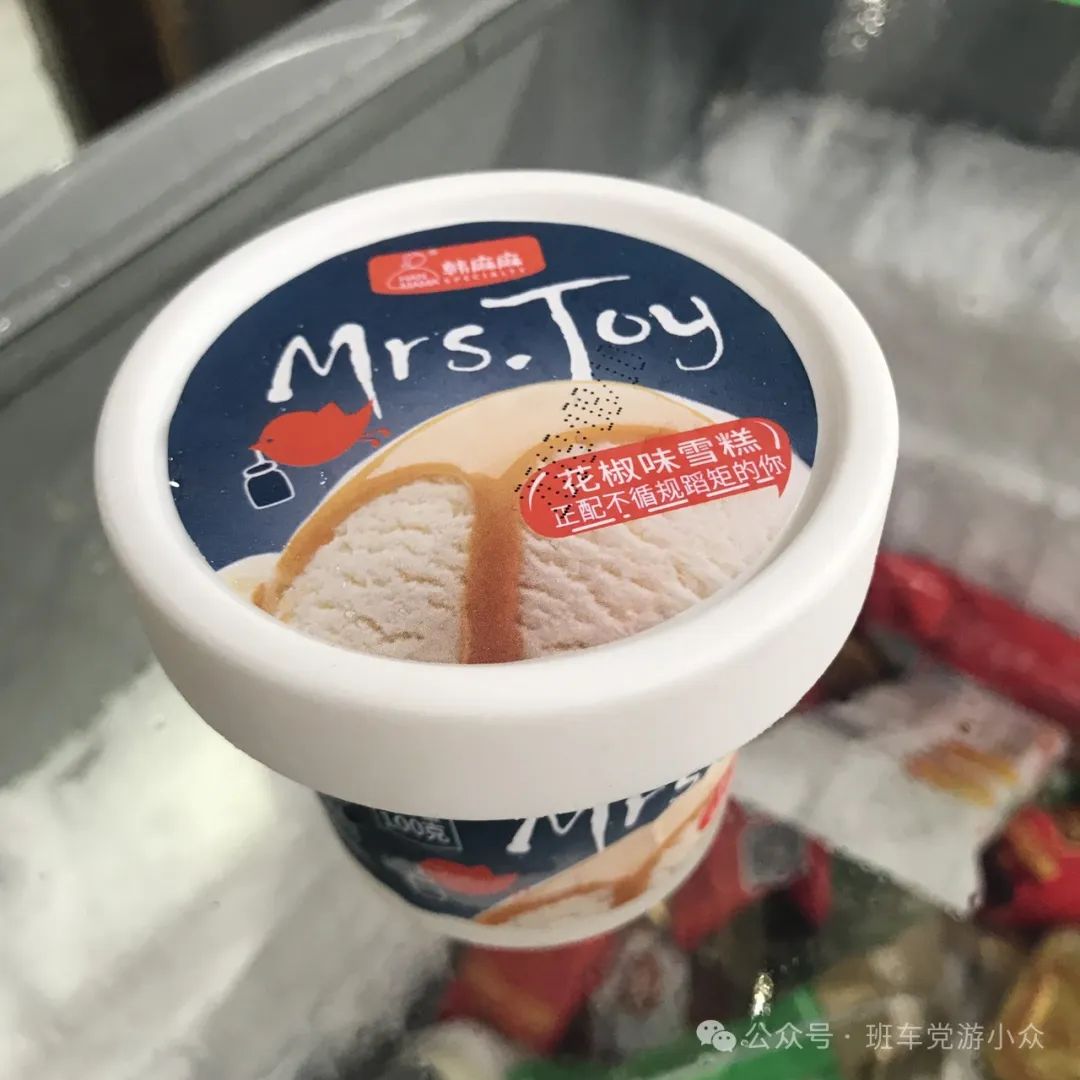 韩麻麻
SPECIALTY
Mrs.Toy
花椒味雪糕
正配不循规蹈矩的你
100克
Mrs
公众号·班车党游小众